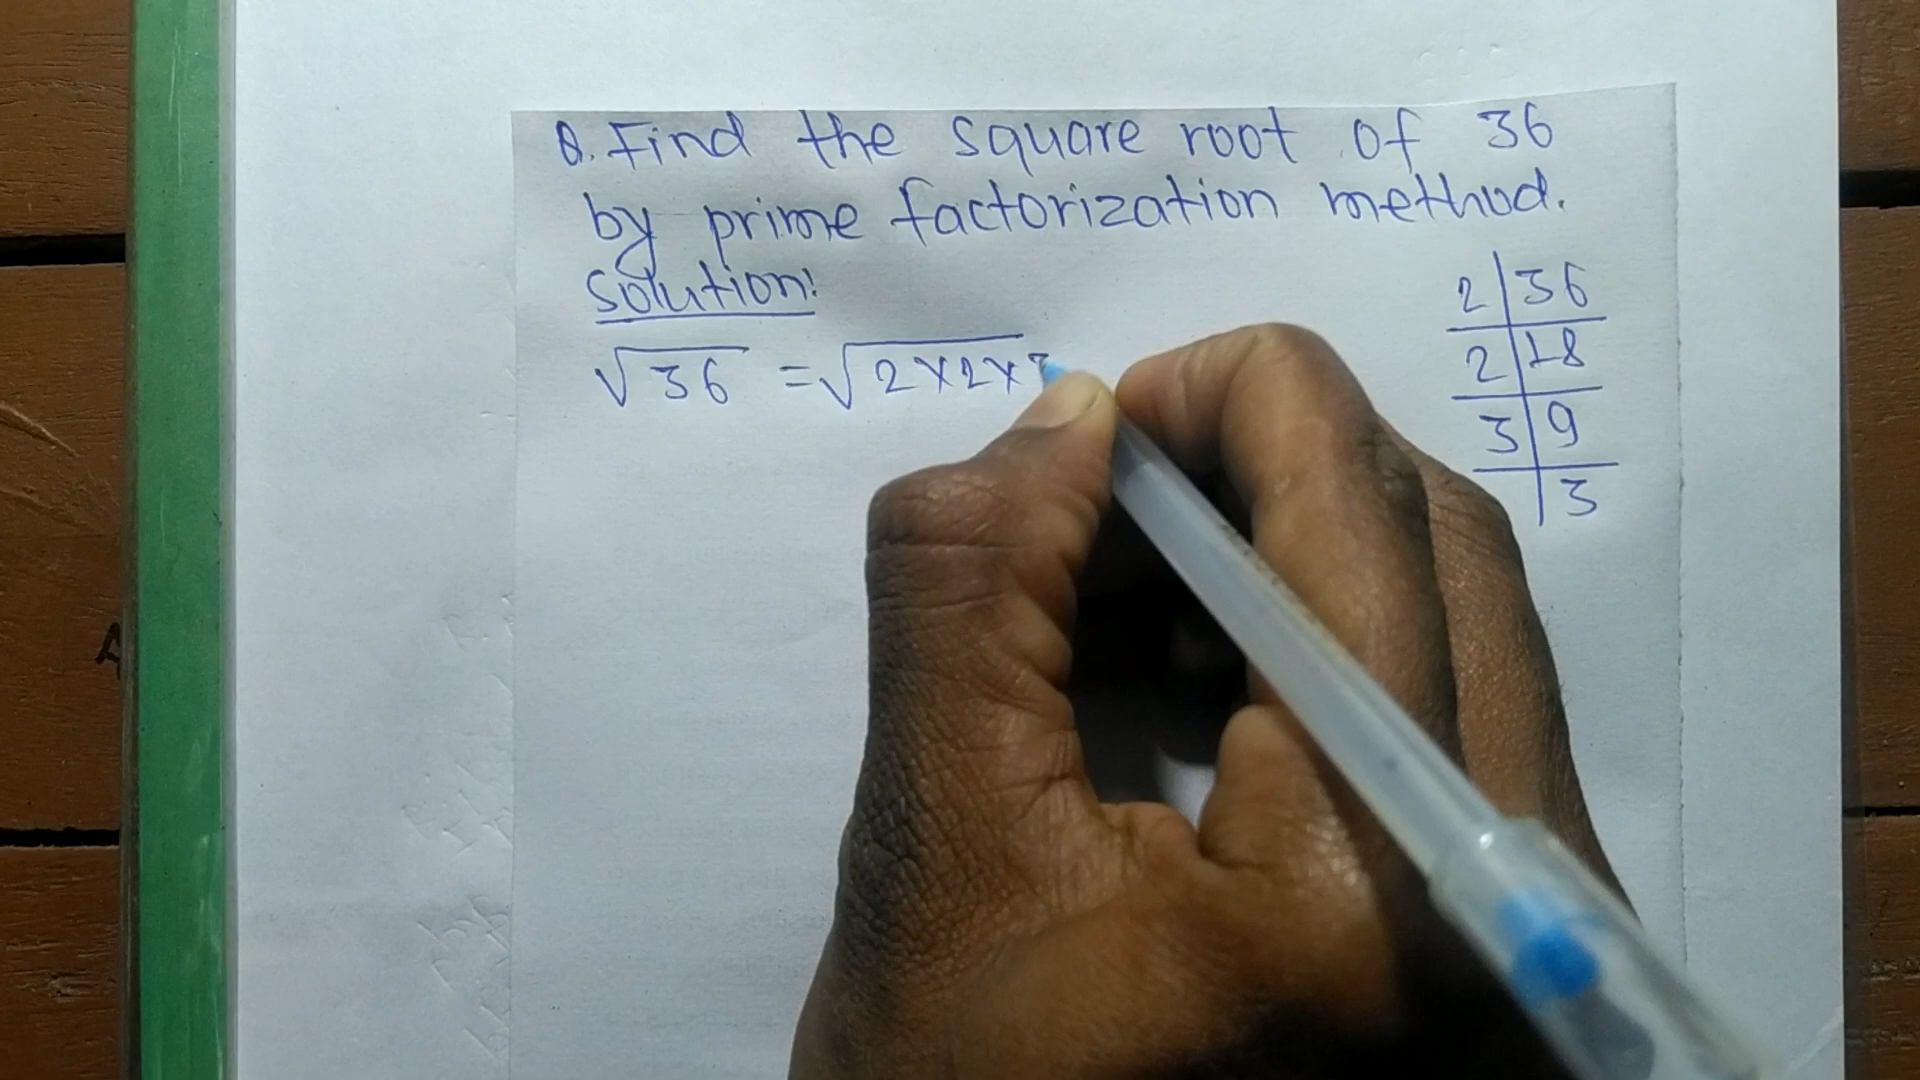 Q. Find the square root of 36
by prime factorization method.
Solution:
√36 = √2×2×3
2 | 36
2 | 18
3 | 9
3